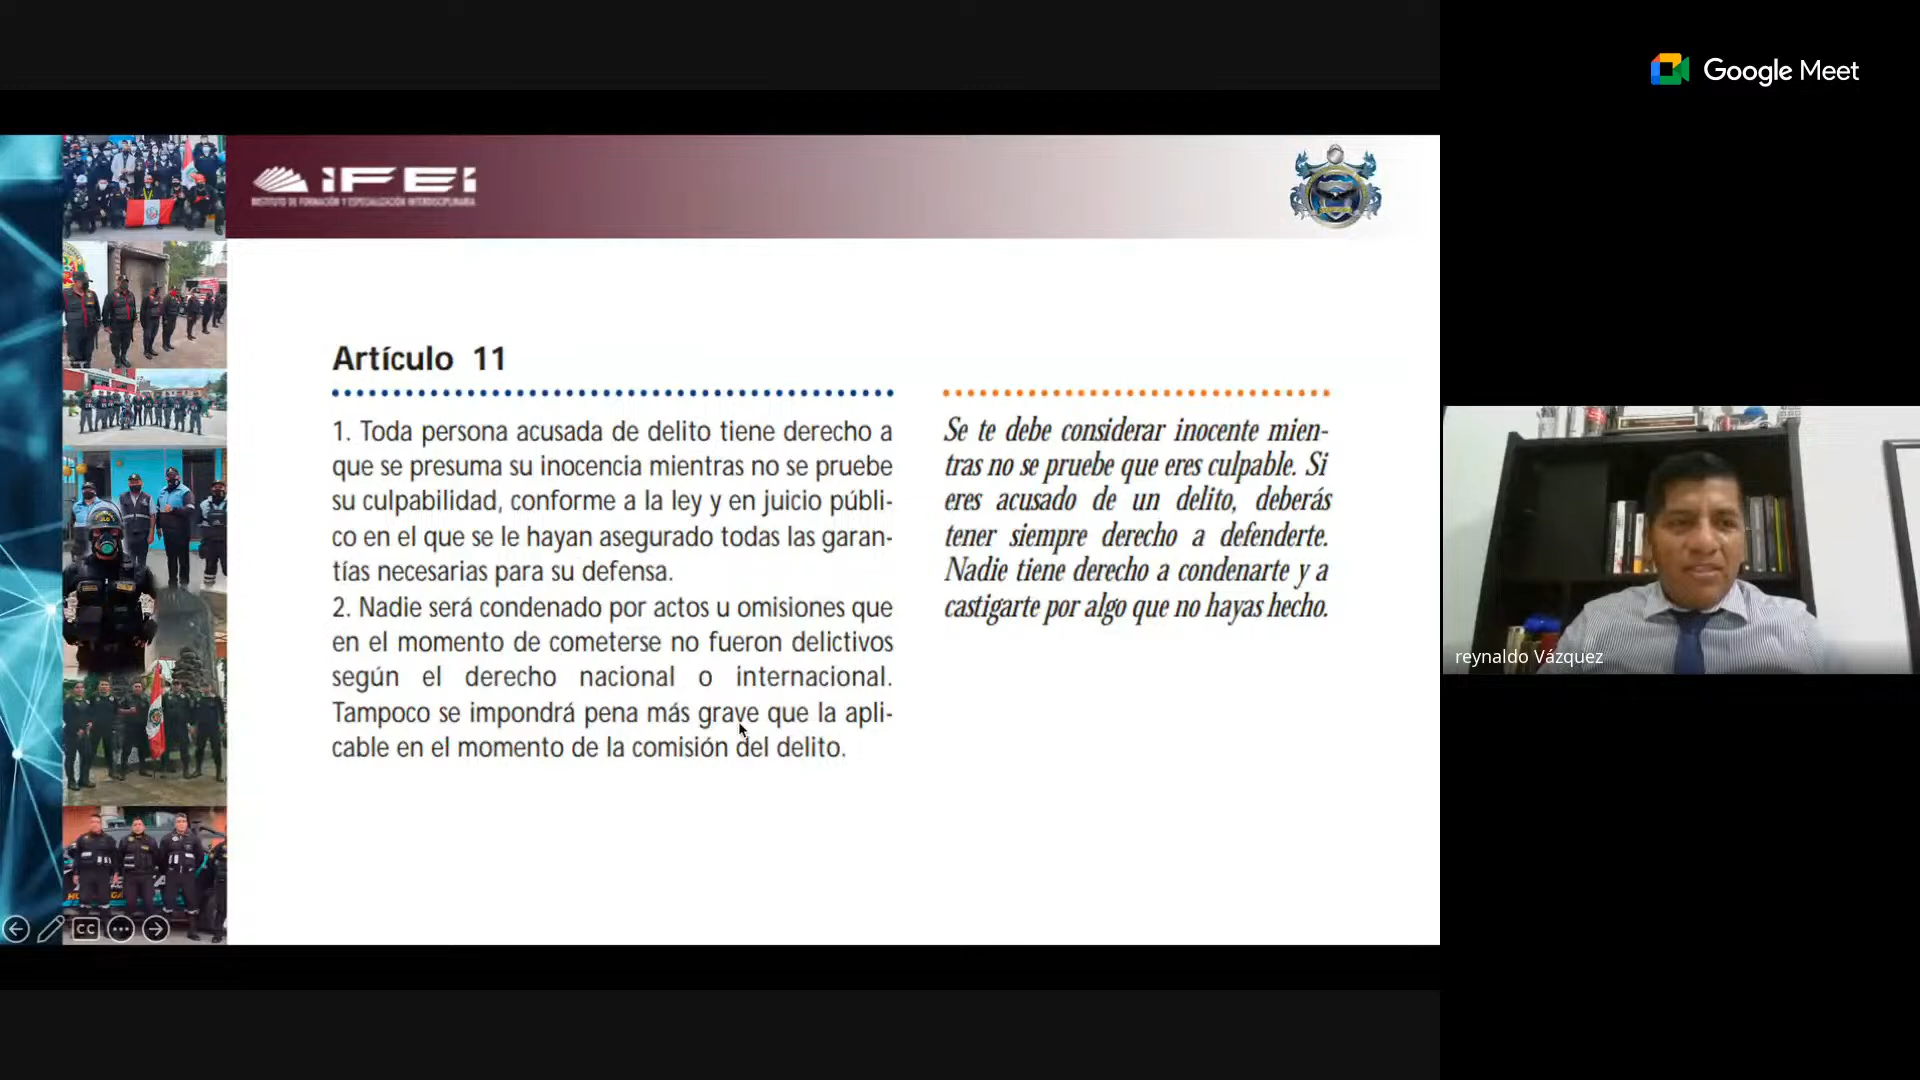 Google Meet
iFEi
INSTITUTO DE FORMACIÓN Y ESPECIALIZACIÓN INTERDISCIPLINARIA
Artículo 11
1. Toda persona acusada de delito tiene derecho a
que se presuma su inocencia mientras no se pruebe
su culpabilidad, conforme a la ley y en juicio públi-
co en el que se le hayan asegurado todas las garan-
tías necesarias para su defensa.
2. Nadie será condenado por actos u omisiones que
en el momento de cometerse no fueron delictivos
según el derecho nacional o internacional.
Tampoco se impondrá pena más grave que la apli-
cable en el momento de la comisión del delito.
Se te debe considerar inocente mien-
tras no se pruebe que eres culpable. Si
eres acusado de un delito, deberás
tener siempre derecho a defenderte.
Nadie tiene derecho a condenarte y a
castigarte por algo que no hayas hecho.
reynaldo Vázquez
CC